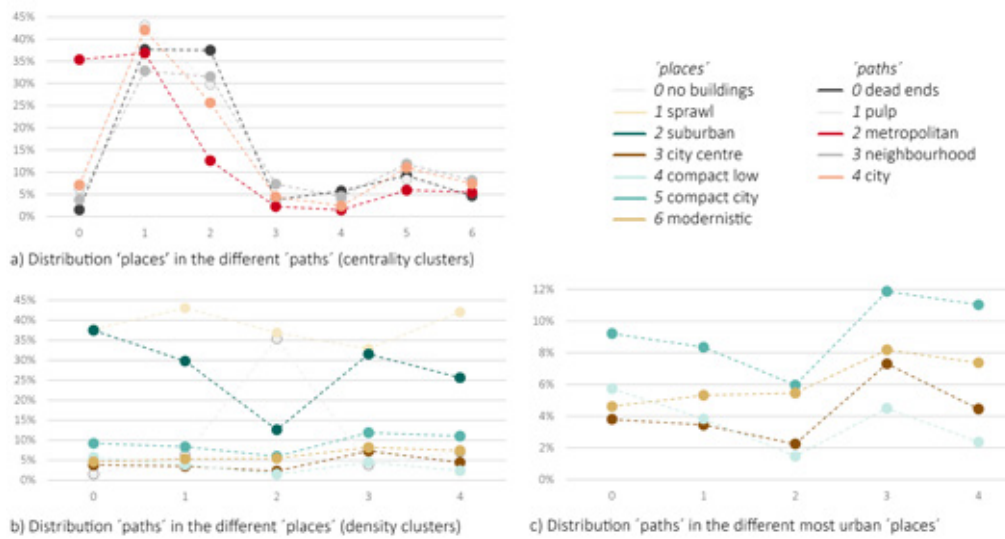 45%
40%
35%
30%
25%
20%
15%
10%
5%
0%
0 1 2 3 4 5 6
a) Distribution ‘places’ in the different ´paths´ (centrality clusters)
´places´
0 no buildings
1 sprawl
2 suburban
3 city centre
4 compact low
5 compact city
6 modernistic
´paths´
0 dead ends
1 pulp
2 metropolitan
3 neighbourhood
4 city
45%
40%
35%
30%
25%
20%
15%
10%
5%
0%
0 1 2 3 4
b) Distribution ´paths´ in the different ´places´ (density clusters)
12%
10%
8%
6%
4%
2%
0%
0 1 2 3 4
c) Distribution ´paths´ in the different most urban ´places´